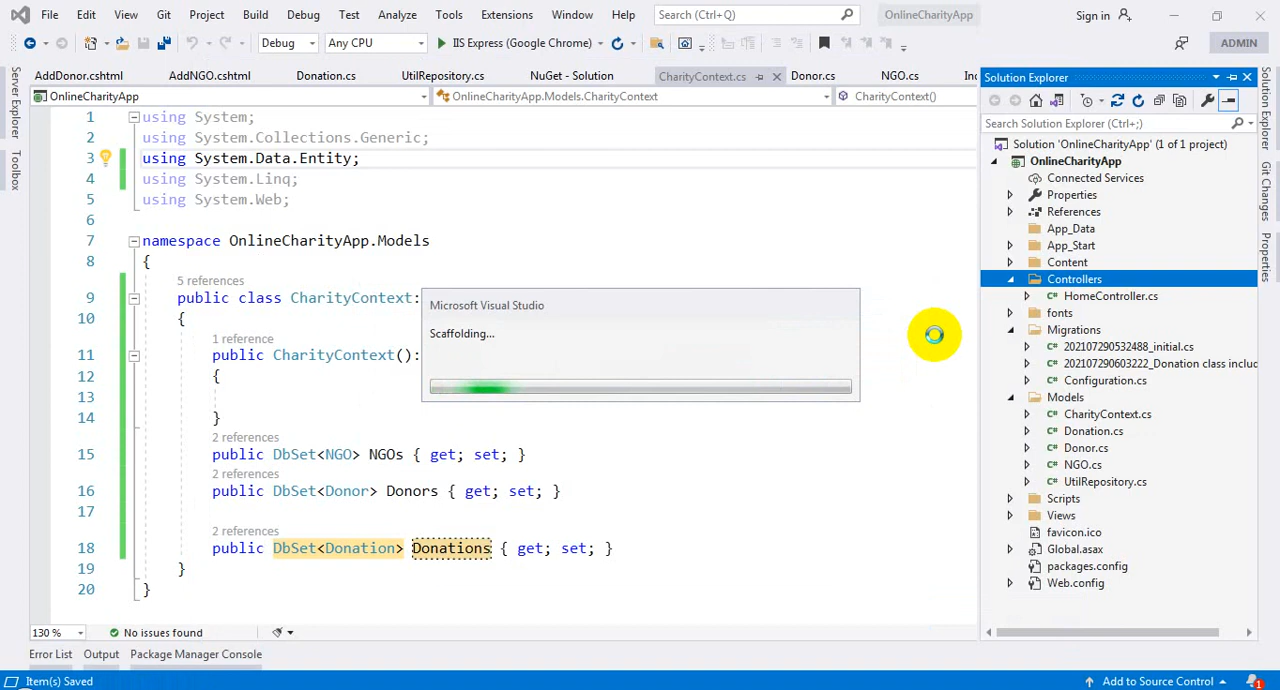 File Edit View Git Project Build Debug Test Analyze Tools Extensions Window Help Search (Ctrl+Q) OnlineCharityApp Sign in
Debug Any CPU IIS Express (Google Chrome) ADMIN
Server Explorer
Toolbox
AddDonor.cshtml AddNGO.cshtml Donation.cs UtilRepository.cs NuGet - Solution CharityContext.cs Donor.cs NGO.cs
OnlineCharityApp OnlineCharityApp.Models.CharityContext CharityContext()
1 using System;
2 using System.Collections.Generic;
3 using System.Data.Entity;
4 using System.Linq;
5 using System.Web;
6
7 namespace OnlineCharityApp.Models
8 {
5 references
9 public class CharityContext:
10 {
1 reference
11 public CharityContext():
12 {
13
14 }
2 references
15 public DbSet<NGO> NGOs { get; set; }
2 references
16 public DbSet<Donor> Donors { get; set; }
17
2 references
18 public DbSet<Donation> Donations { get; set; }
19 }
20 }
Microsoft Visual Studio
Scaffolding...
130 % No issues found
Error List Output Package Manager Console
Item(s) Saved
Add to Source Control
1
Solution Explorer
Search Solution Explorer (Ctrl+;)
Solution 'OnlineCharityApp' (1 of 1 project)
OnlineCharityApp
Connected Services
Properties
References
App_Data
App_Start
Content
Controllers
C# HomeController.cs
fonts
Migrations
C# 202107290532488_initial.cs
C# 202107290603222_Donation class inclu
C# Configuration.cs
Models
C# CharityContext.cs
C# Donation.cs
C# Donor.cs
C# NGO.cs
C# UtilRepository.cs
Scripts
Views
favicon.ico
Global.asax
packages.config
Web.config
Solution Explorer
Git Changes
Properties